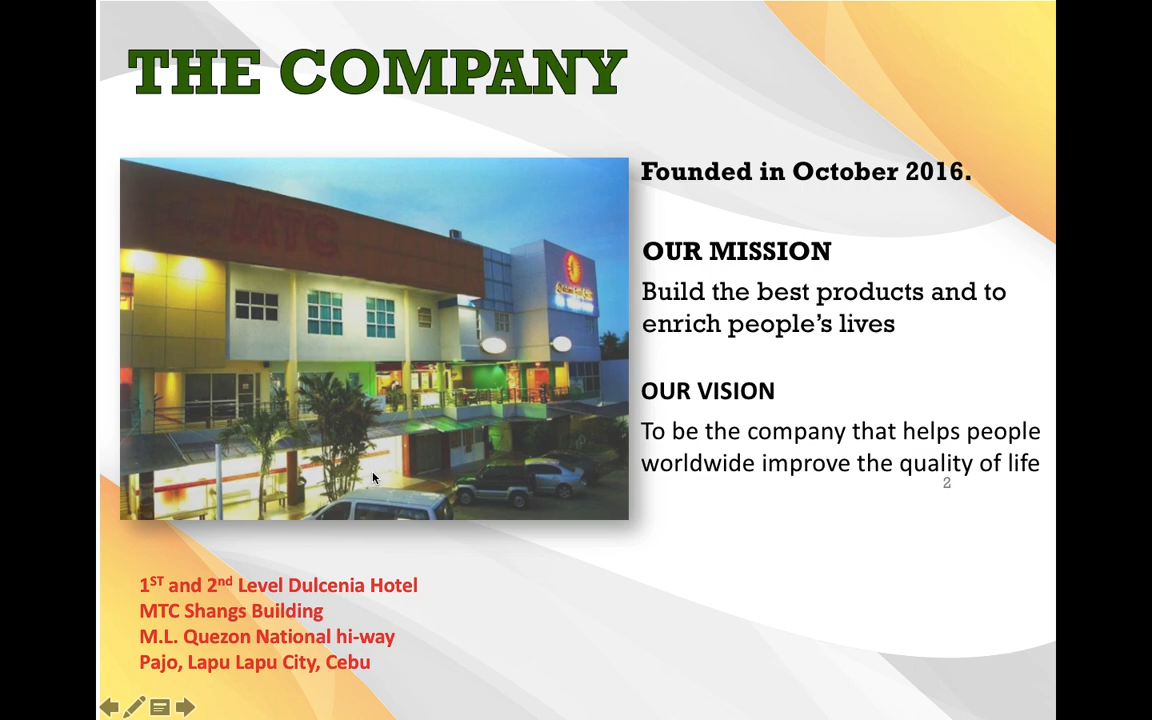 THE COMPANY
MTC
Founded in October 2016.
OUR MISSION
Build the best products and to
enrich people’s lives
OUR VISION
To be the company that helps people
worldwide improve the quality of life
2
1ST and 2nd Level Dulcenia Hotel
MTC Shangs Building
M.L. Quezon National hi-way
Pajo, Lapu Lapu City, Cebu